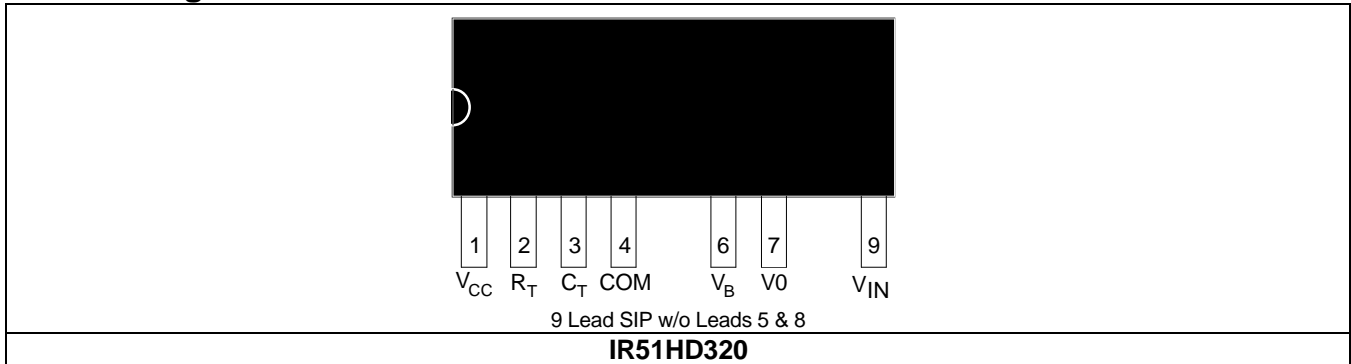 1 2 3 4 6 7 9
V_CC R_T C_T COM V_B V0 V_IN
9 Lead SIP w/o Leads 5 & 8
IR51HD320